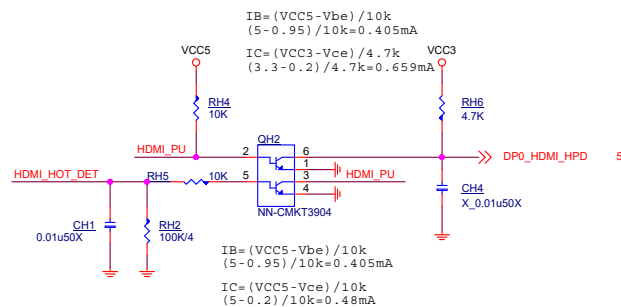 IB=(VCC5-Vbe)/10k
(5-0.95)/10k=0.405mA
IC=(VCC3-Vce)/4.7k
(3.3-0.2)/4.7k=0.659mA
VCC5
VCC3
RH4
10K
RH6
4.7K
QH2
HDMI_PU
2
6
1
DP0_HDMI_HPD
5
HDMI_HOT_DET
RH5
10K
5
3
HDMI_PU
4
NN-CMKT3904
CH4
X_0.01u50X
CH1
0.01u50X
RH2
100K/4
IB=(VCC5-Vbe)/10k
(5-0.95)/10k=0.405mA
IC=(VCC5-Vce)/10k
(5-0.2)/10k=0.48mA